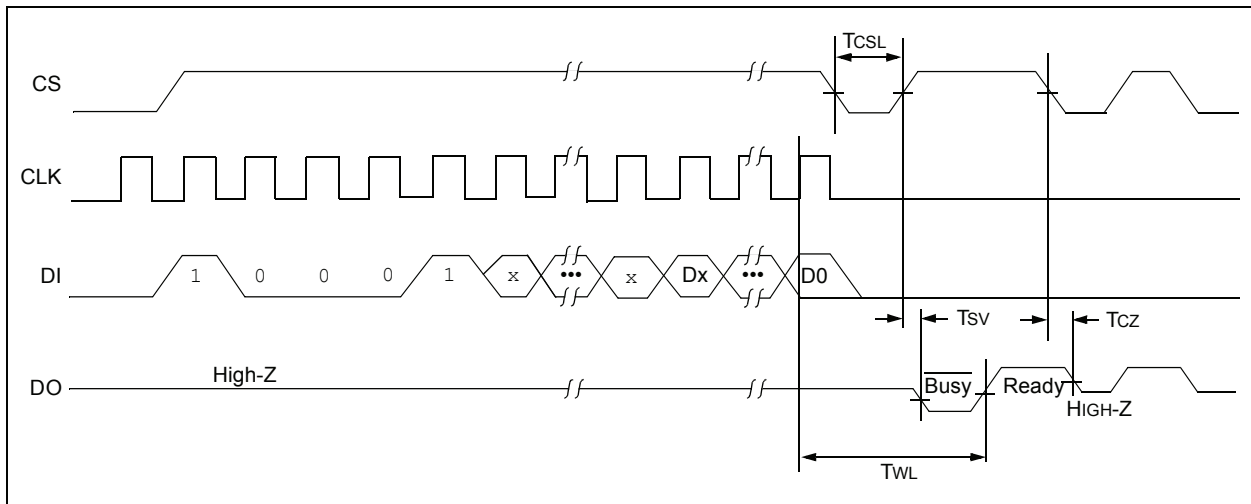 TCSL
CS
CLK
DI
1 0 0 0 1 x ••• x Dx ••• D0
TSV
TCZ
DO
High-Z
Busy
Ready
HIGH-Z
TWL